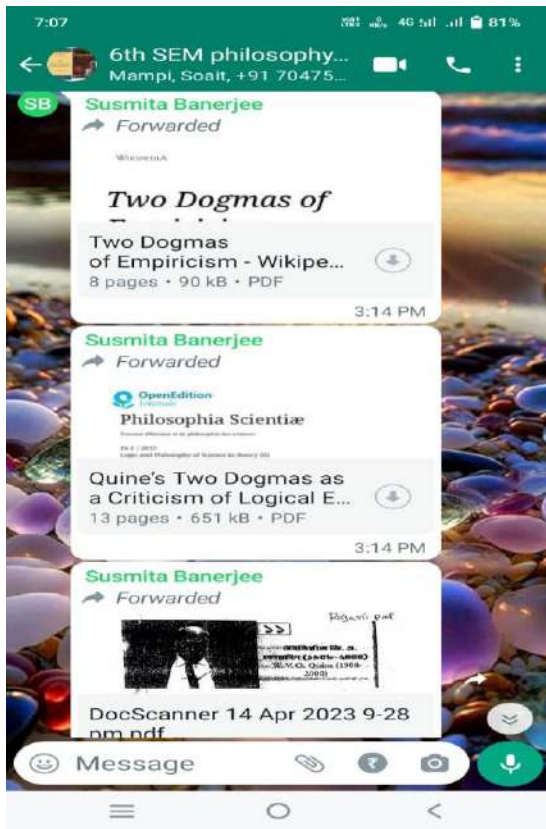 7:07
4G 81%
6th SEM philosophy...
Mampi, Soait, +91 70475...
SB
Susmita Banerjee
Forwarded
WIKIPEDIA
Two Dogmas of
Two Dogmas
of Empiricism - Wikipe...
8 pages • 90 kB • PDF
3:14 PM
Susmita Banerjee
Forwarded
OpenEdition
Journals
Philosophia Scientiæ
Quine's Two Dogmas as
a Criticism of Logical E...
13 pages • 651 kB • PDF
3:14 PM
Susmita Banerjee
Forwarded
DocScanner 14 Apr 2023 9-28
pm.pdf
Message